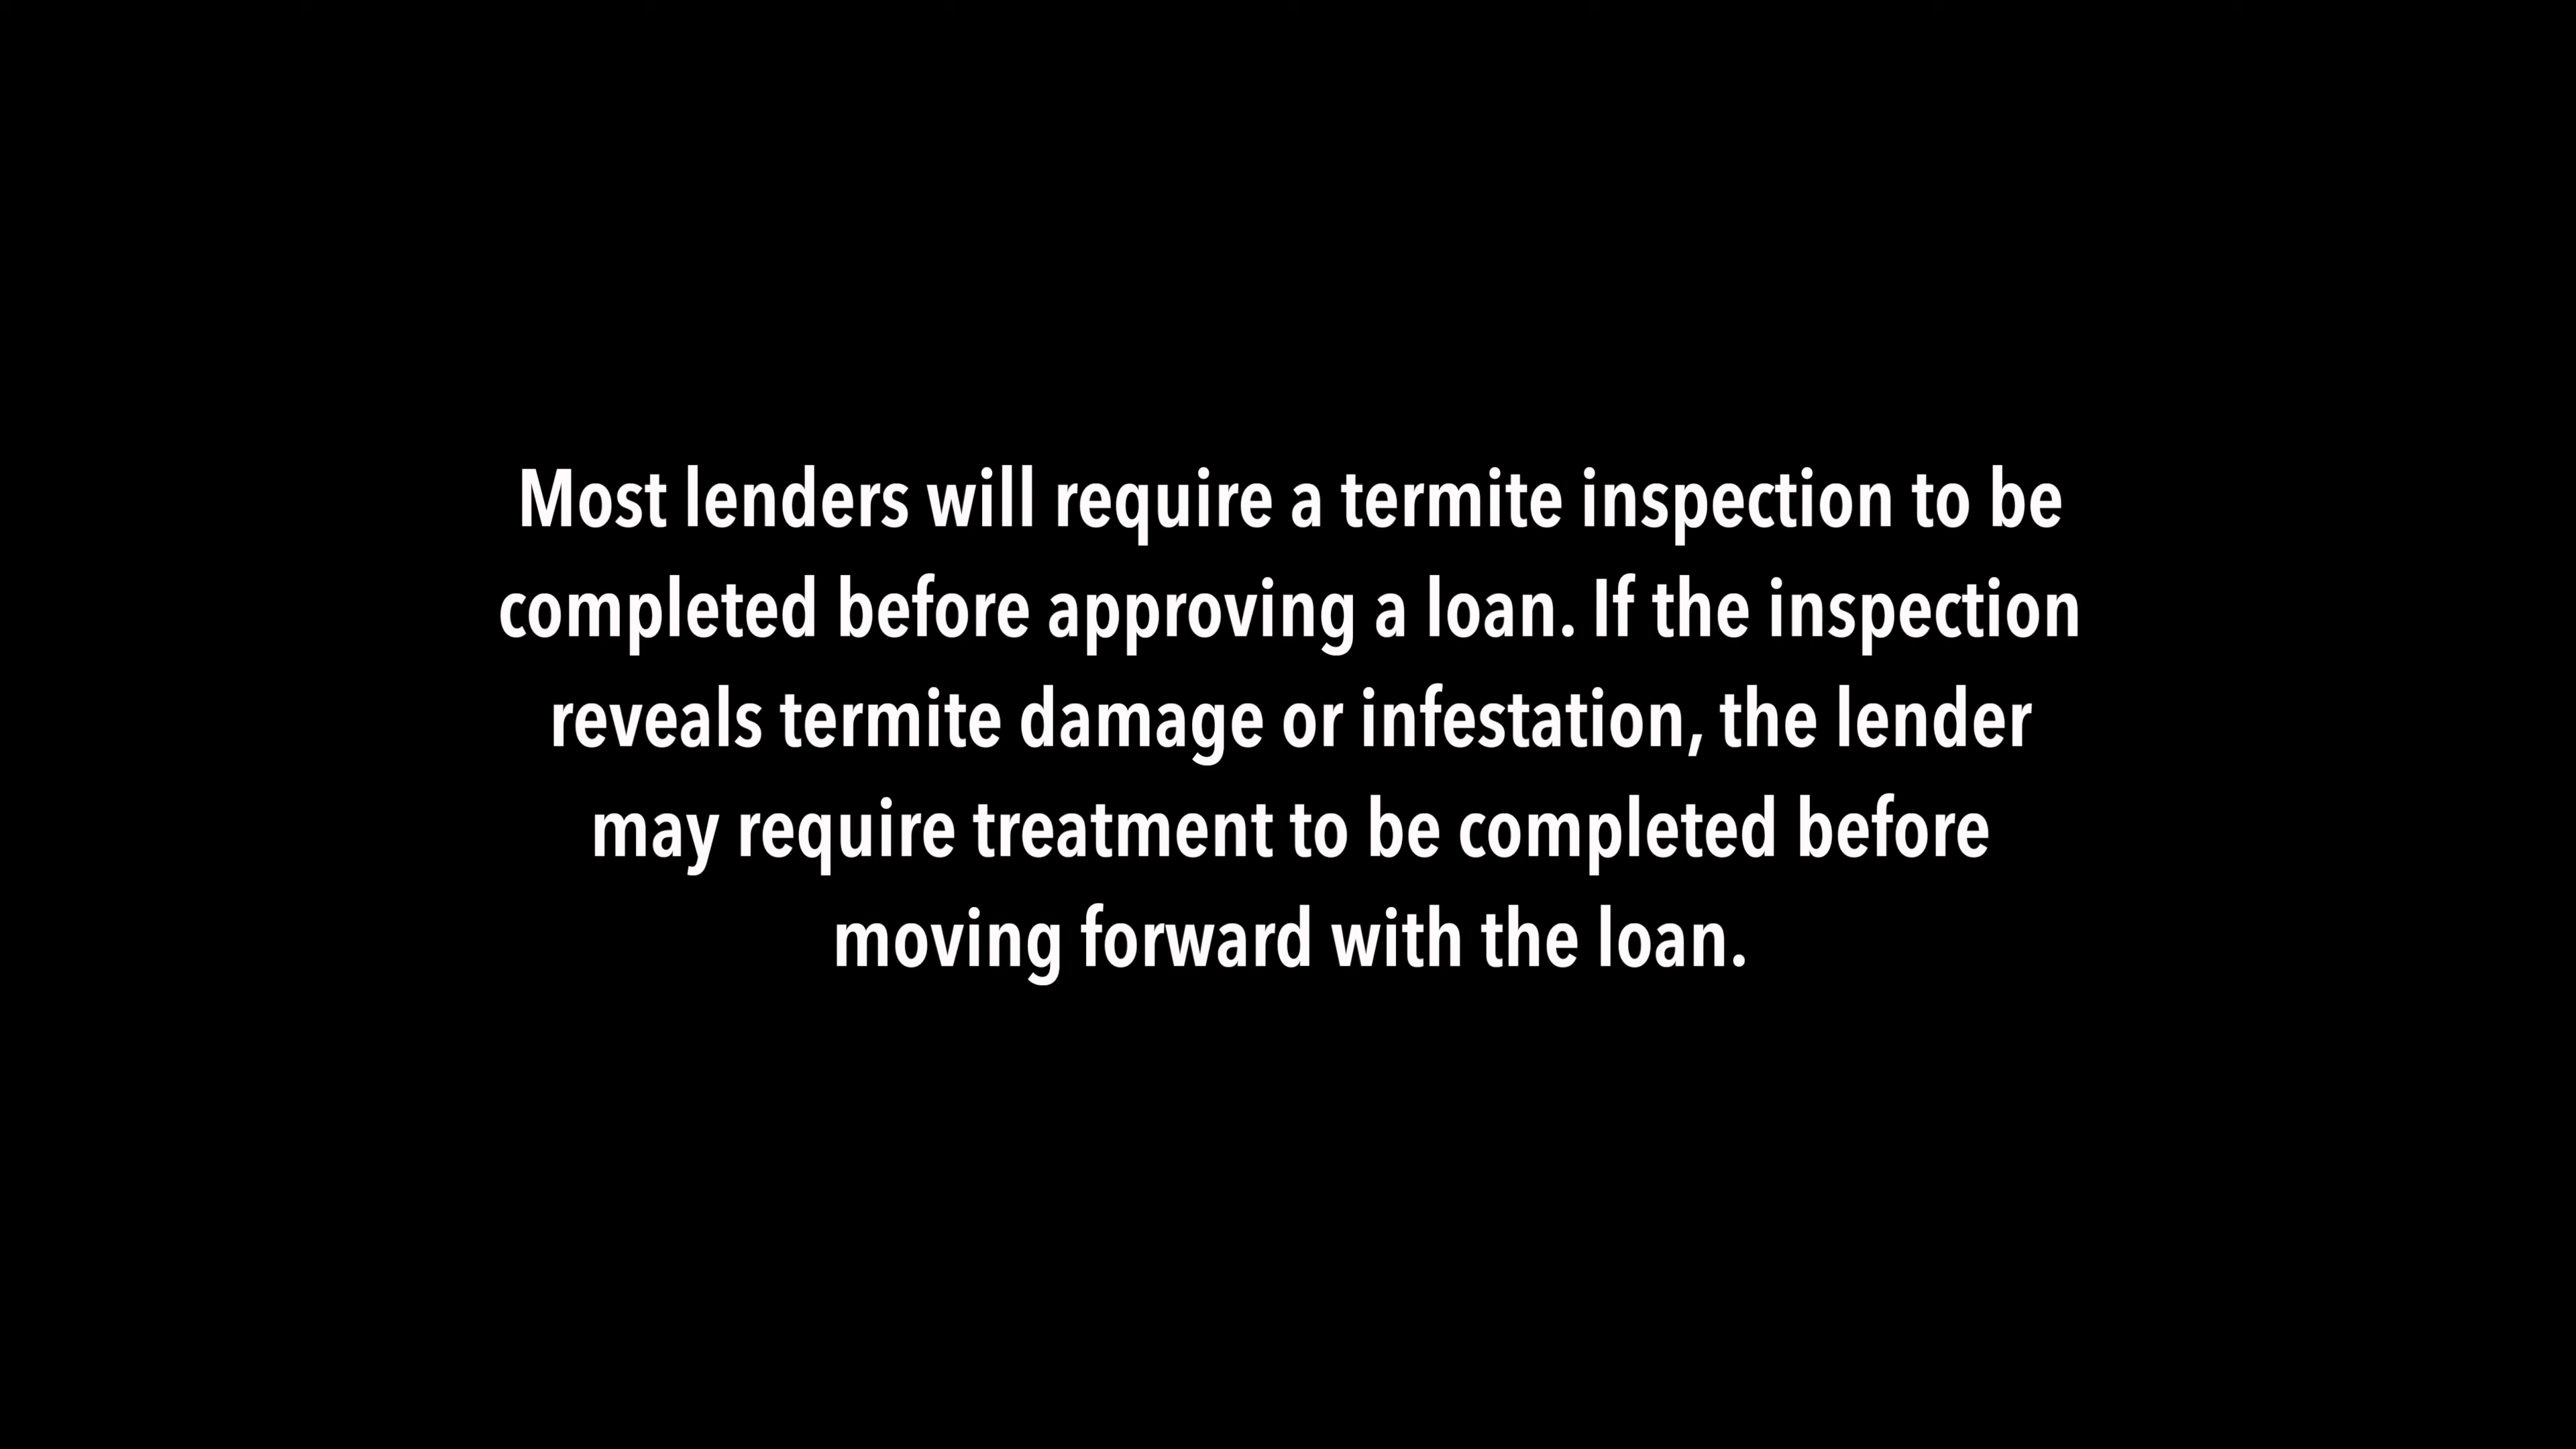 Most lenders will require a termite inspection to be
completed before approving a loan. If the inspection
reveals termite damage or infestation, the lender
may require treatment to be completed before
moving forward with the loan.